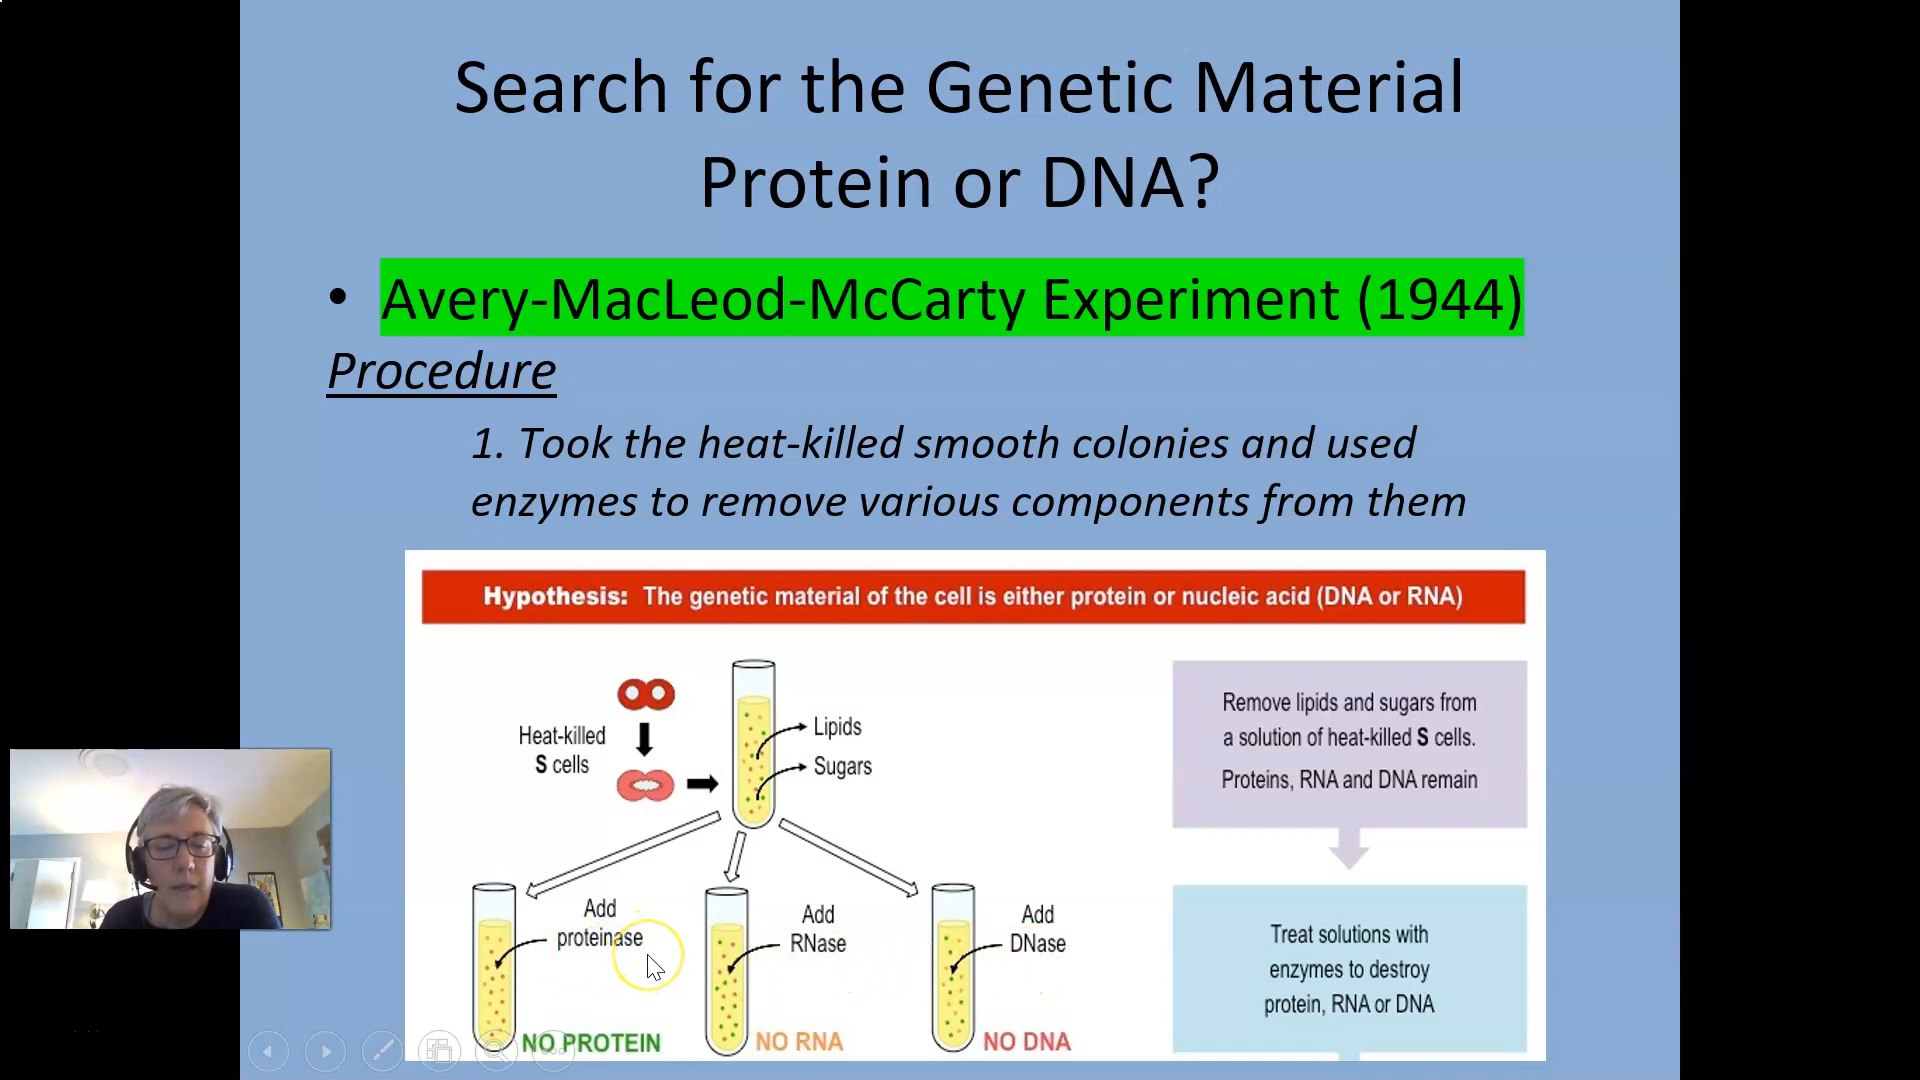 Search for the Genetic Material
Protein or DNA?
• Avery-MacLeod-McCarty Experiment (1944)
Procedure
1. Took the heat-killed smooth colonies and used
enzymes to remove various components from them
Hypothesis: The genetic material of the cell is either protein or nucleic acid (DNA or RNA)
Heat-killed
S cells
Lipids
Sugars
Remove lipids and sugars from
a solution of heat-killed S cells.
Proteins, RNA and DNA remain
Add
proteinase
Add
RNase
Add
DNase
NO PROTEIN
NO RNA
NO DNA
Treat solutions with
enzymes to destroy
protein, RNA or DNA